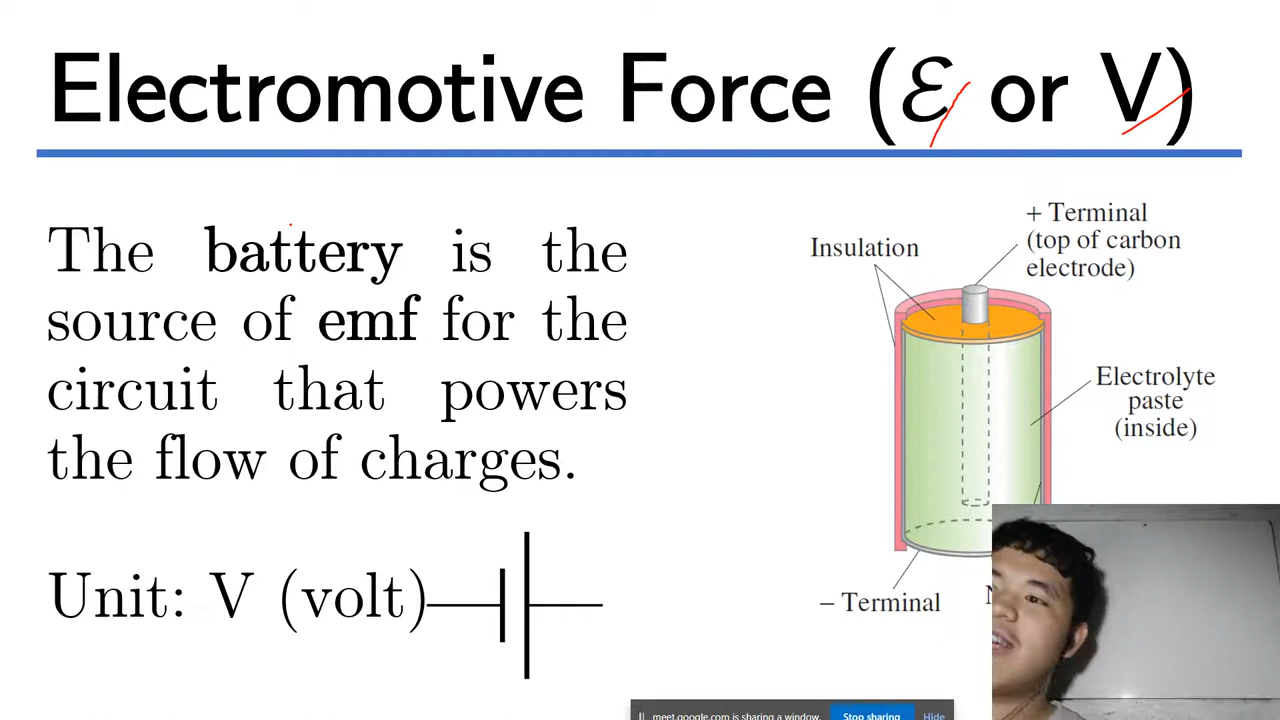 Electromotive Force (ℰ or V)
The battery is the
source of emf for the
circuit that powers
the flow of charges.
Unit: V (volt)
Insulation
+ Terminal
(top of carbon
electrode)
Electrolyte
paste
(inside)
− Terminal
meet.google.com is sharing a window.
Stop sharing
Hide